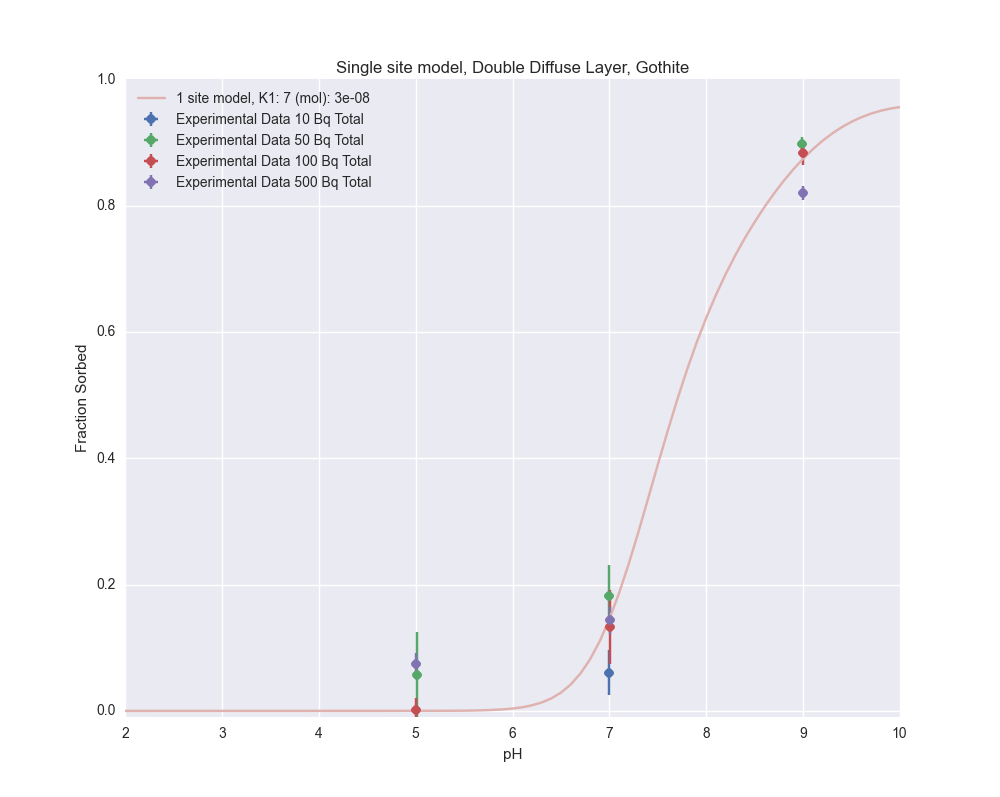 Single site model, Double Diffuse Layer, Gothite
1.0
1 site model, K1: 7 (mol): 3e-08
Experimental Data 10 Bq Total
Experimental Data 50 Bq Total
Experimental Data 100 Bq Total
Experimental Data 500 Bq Total
0.8
0.6
0.4
0.2
0.0
Fraction Sorbed
2 3 4 5 6 7 8 9 10
pH